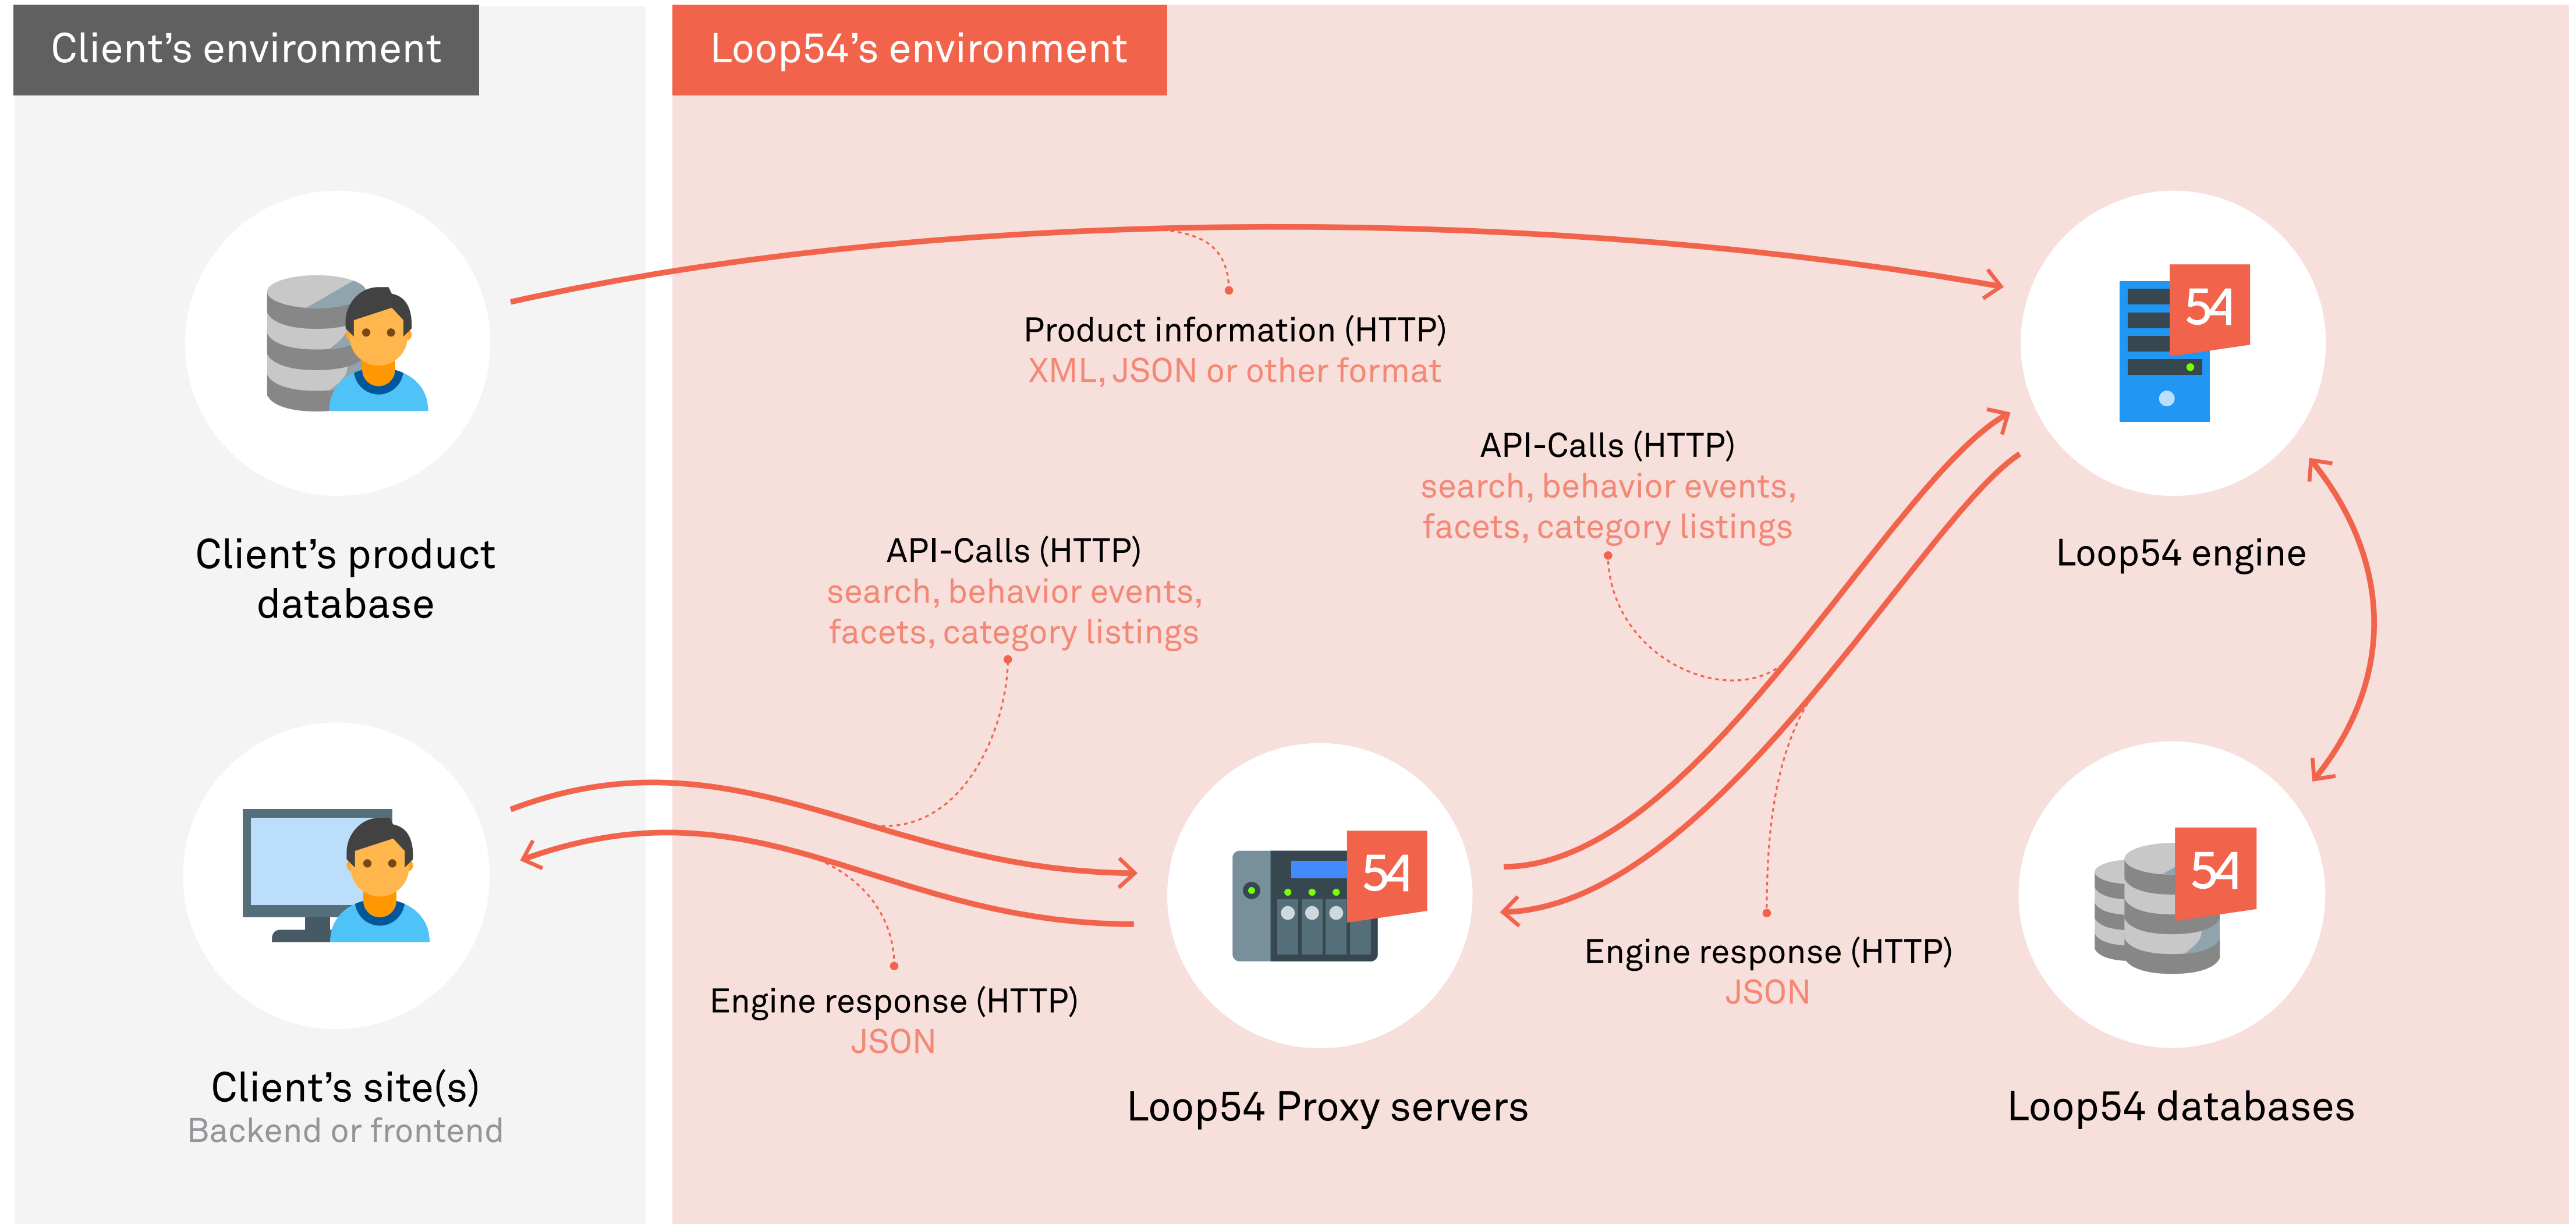 Client’s environment
Loop54’s environment
Product information (HTTP)
XML, JSON or other format
54
Client’s product
database
API-Calls (HTTP)
search, behavior events,
facets, category listings
Loop54 engine
API-Calls (HTTP)
search, behavior events,
facets, category listings
54
54
Engine response (HTTP)
JSON
Engine response (HTTP)
JSON
Client’s site(s)
Backend or frontend
Loop54 Proxy servers
Loop54 databases